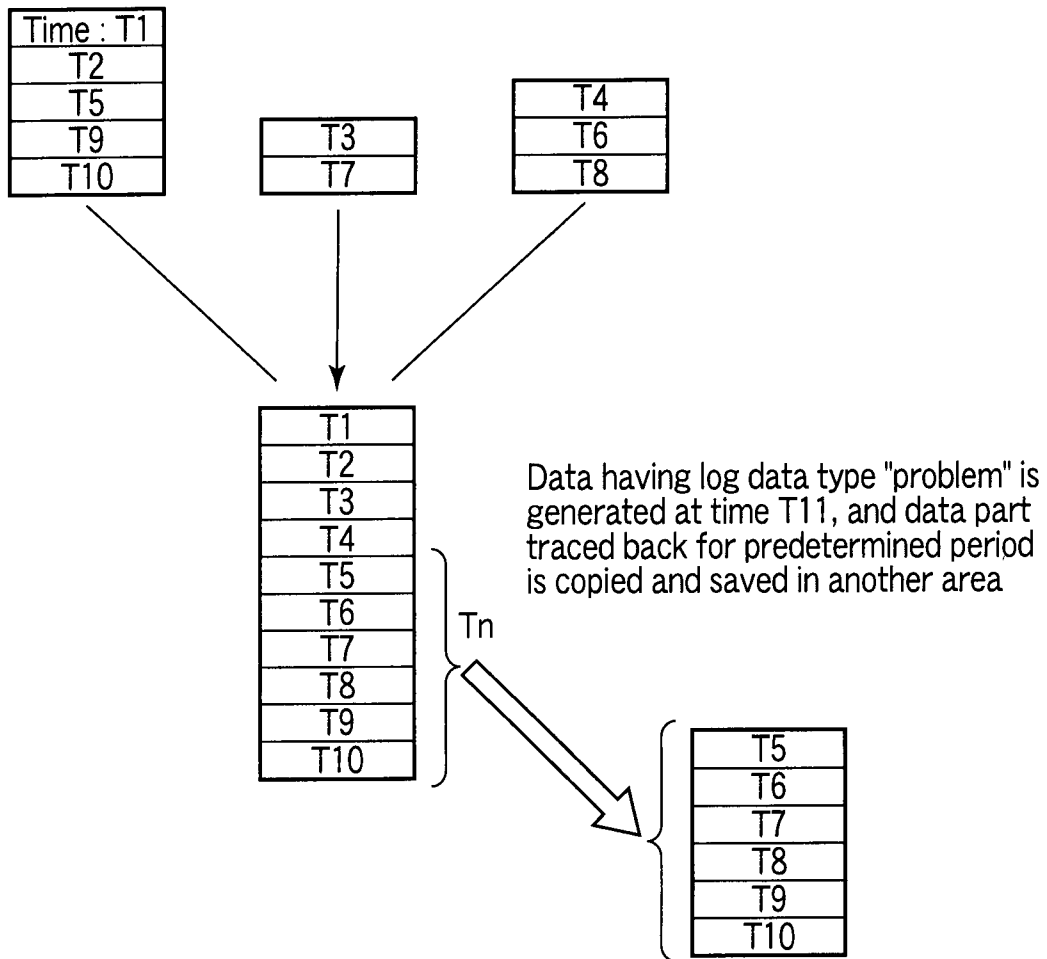 Time : T1
T2
T5
T9
T10
T3
T7
T4
T6
T8
T1
T2
T3
T4
T5
T6
T7
T8
T9
T10
Tn
Data having log data type "problem" is
generated at time T11, and data part
traced back for predetermined period
is copied and saved in another area
T5
T6
T7
T8
T9
T10